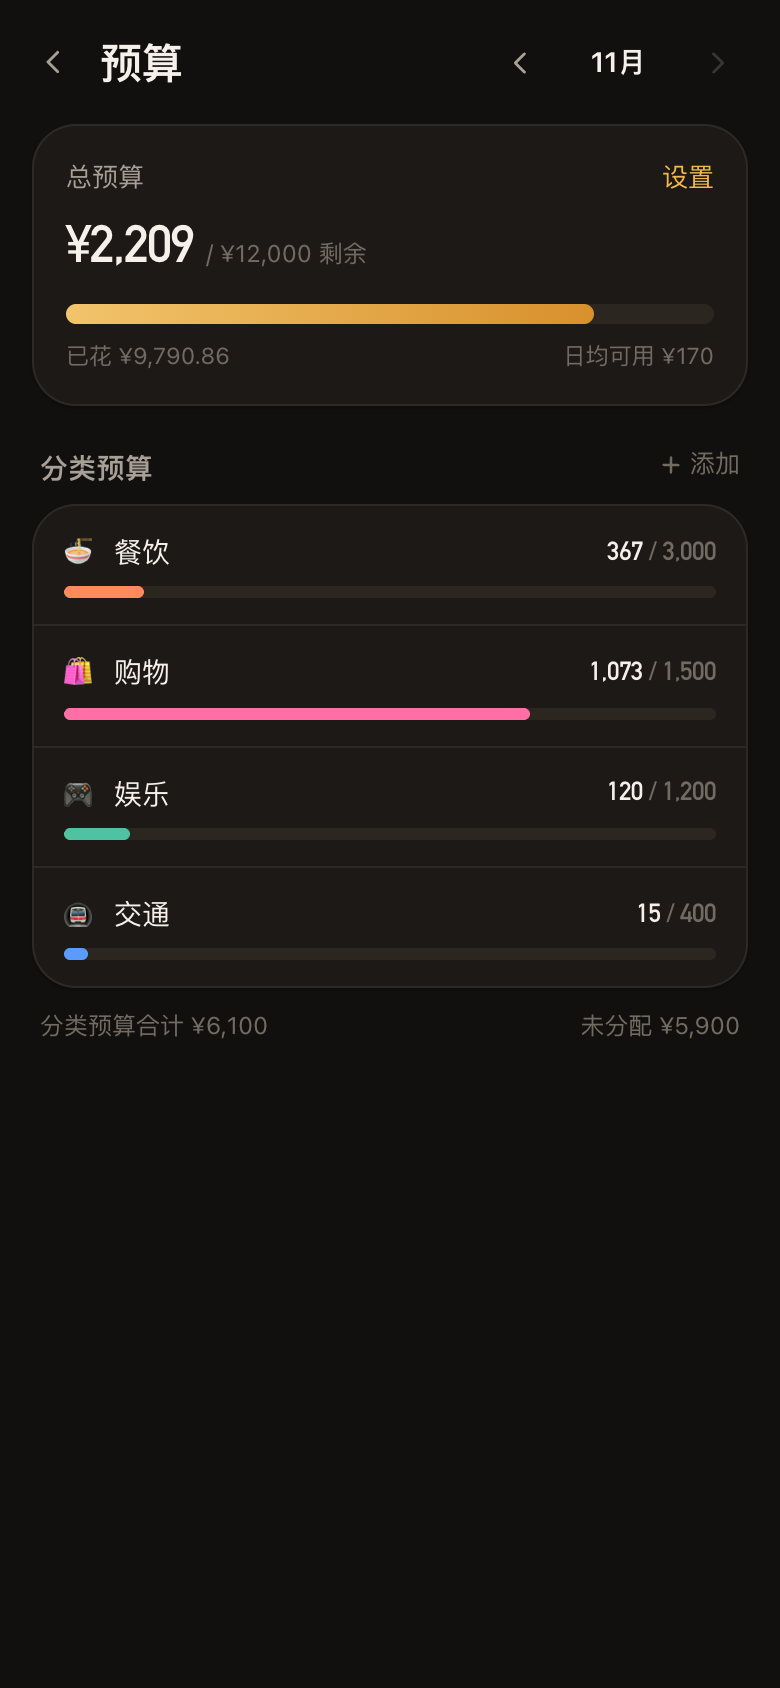 预算 11月
总预算 设置
¥2,209 / ¥12,000 剩余
已花 ¥9,790.86 日均可用 ¥170
分类预算 + 添加
餐饮 367 / 3,000
购物 1,073 / 1,500
娱乐 120 / 1,200
交通 15 / 400
分类预算合计 ¥6,100 未分配 ¥5,900